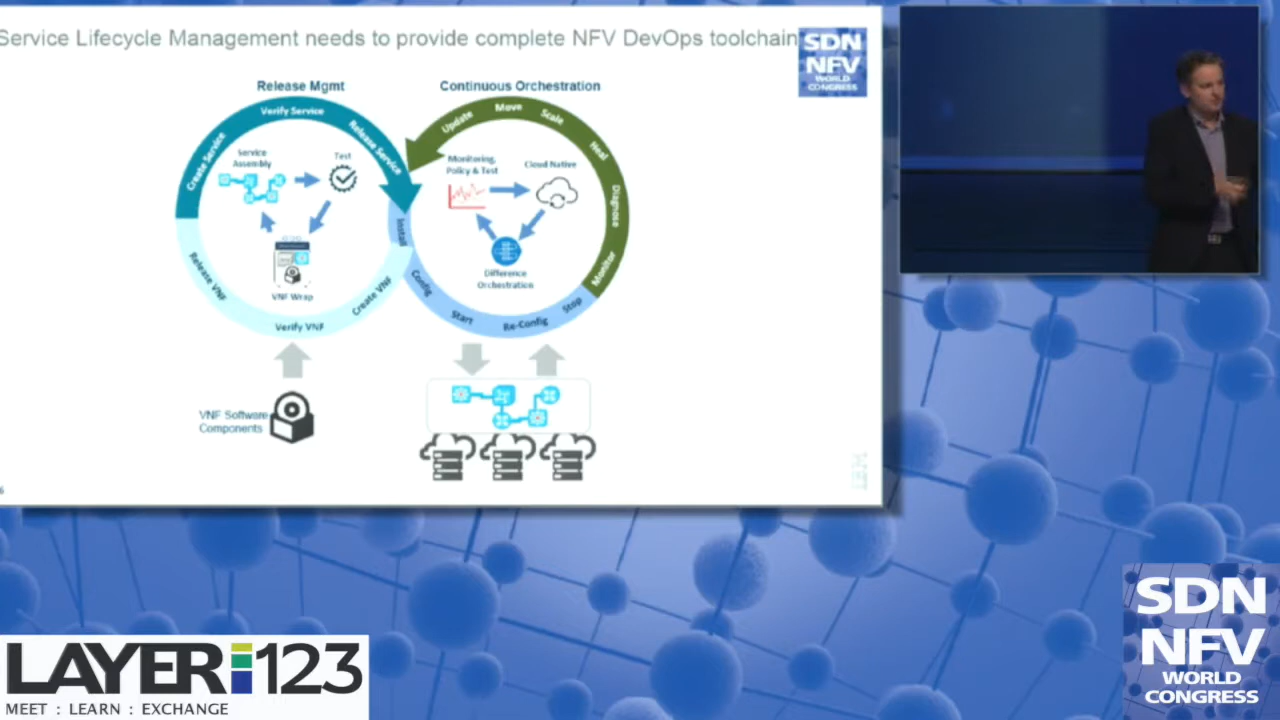 Service Lifecycle Management needs to provide complete NFV DevOps toolchain
SDN
NFV
WORLD
CONGRESS
Release Mgmt
Continuous Orchestration
Create Service
Verify Service
Release Service
Service
Assembly
Test
VNF Wrap
Release VNF
Verify VNF
Create VNF
Update
Move
Scale
Heal
Diagnose
Monitor
Monitoring,
Policy & Test
Cloud Native
Difference
Orchestration
Install
Config
Start
Re-Config
Stop
VNF Software
Components
LAYER123
MEET : LEARN : EXCHANGE
SDN
NFV
WORLD
CONGRESS